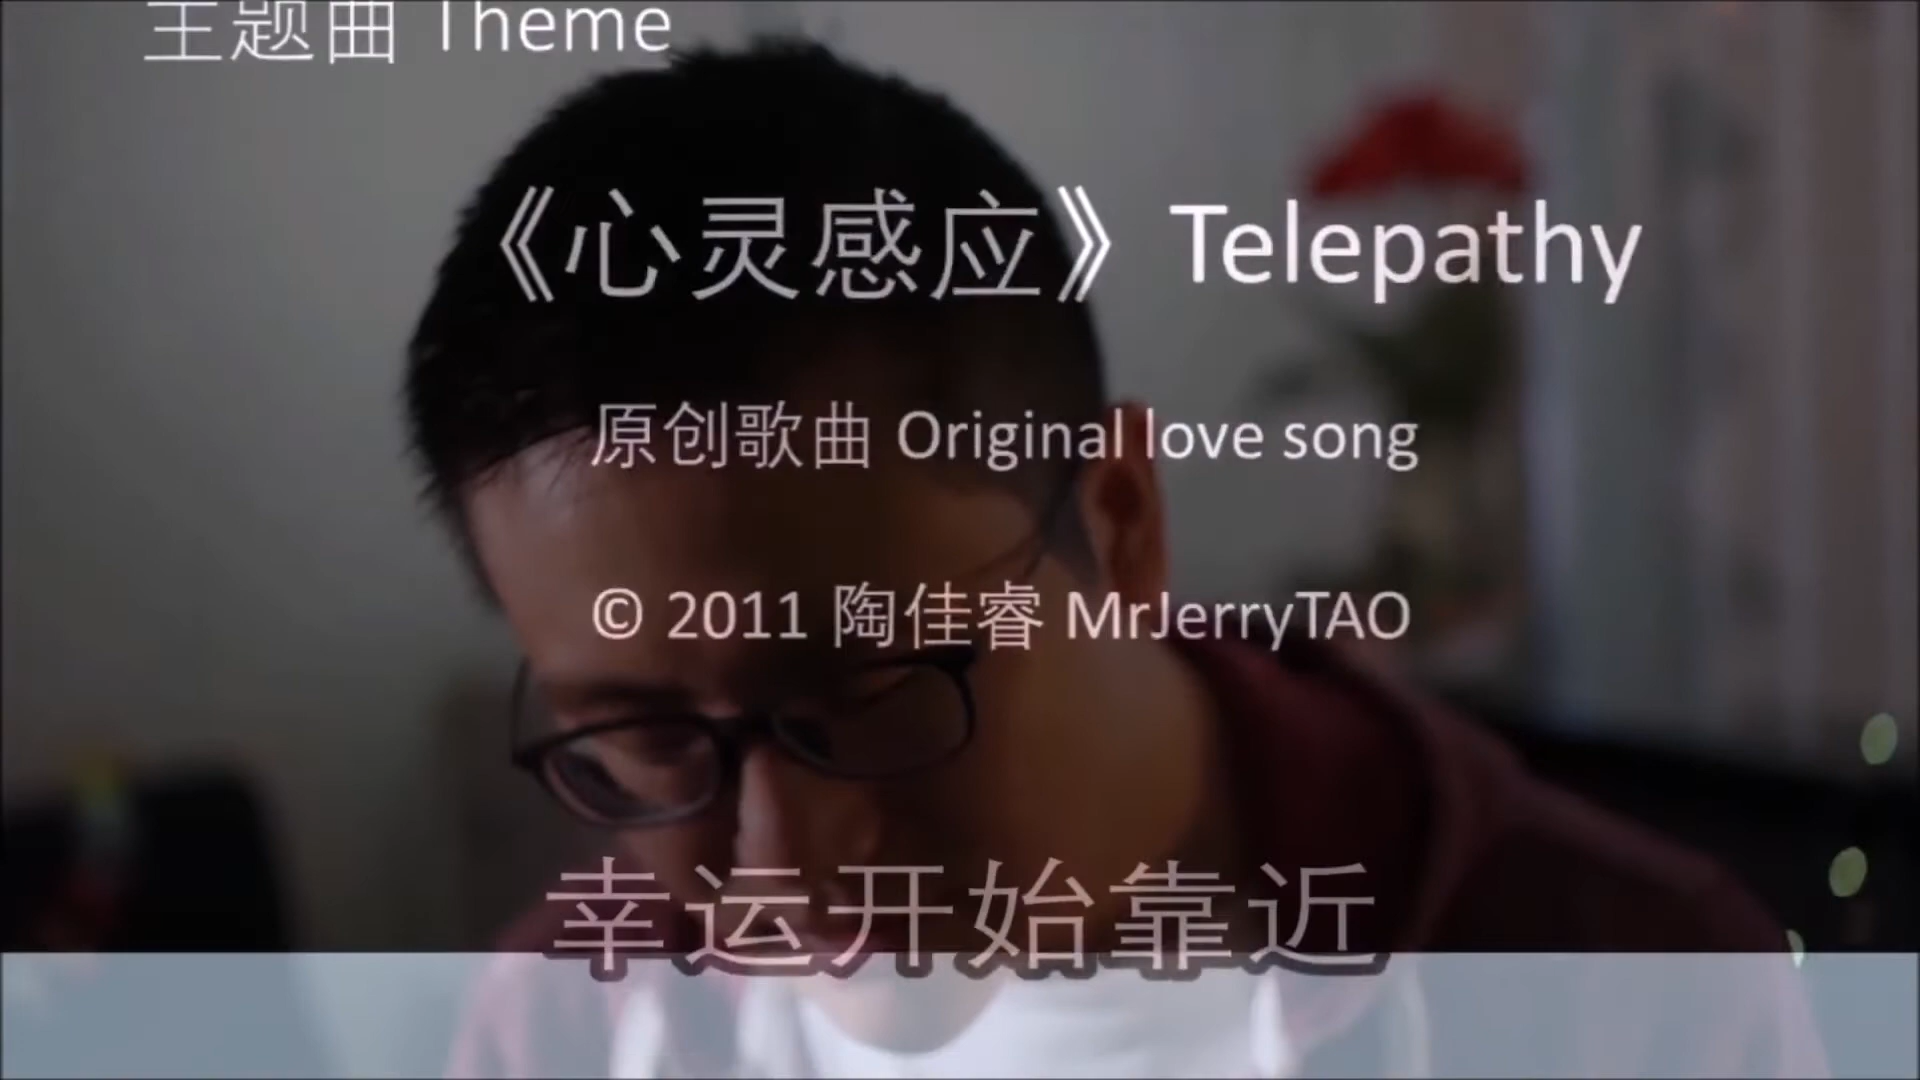 主题曲 Theme
《心灵感应》Telepathy
原创歌曲 Original love song
© 2011 陶佳睿 MrJerryTAO
幸运开始靠近